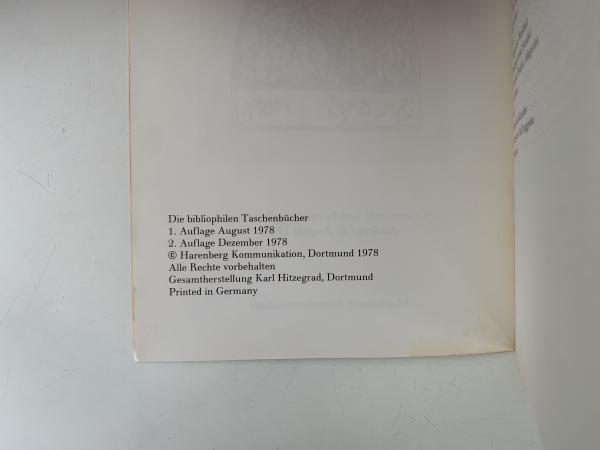 Die bibliophilen Taschenbücher
1. Auflage August 1978
2. Auflage Dezember 1978
© Harenberg Kommunikation, Dortmund 1978
Alle Rechte vorbehalten
Gesamtherstellung Karl Hitzegrad, Dortmund
Printed in Germany